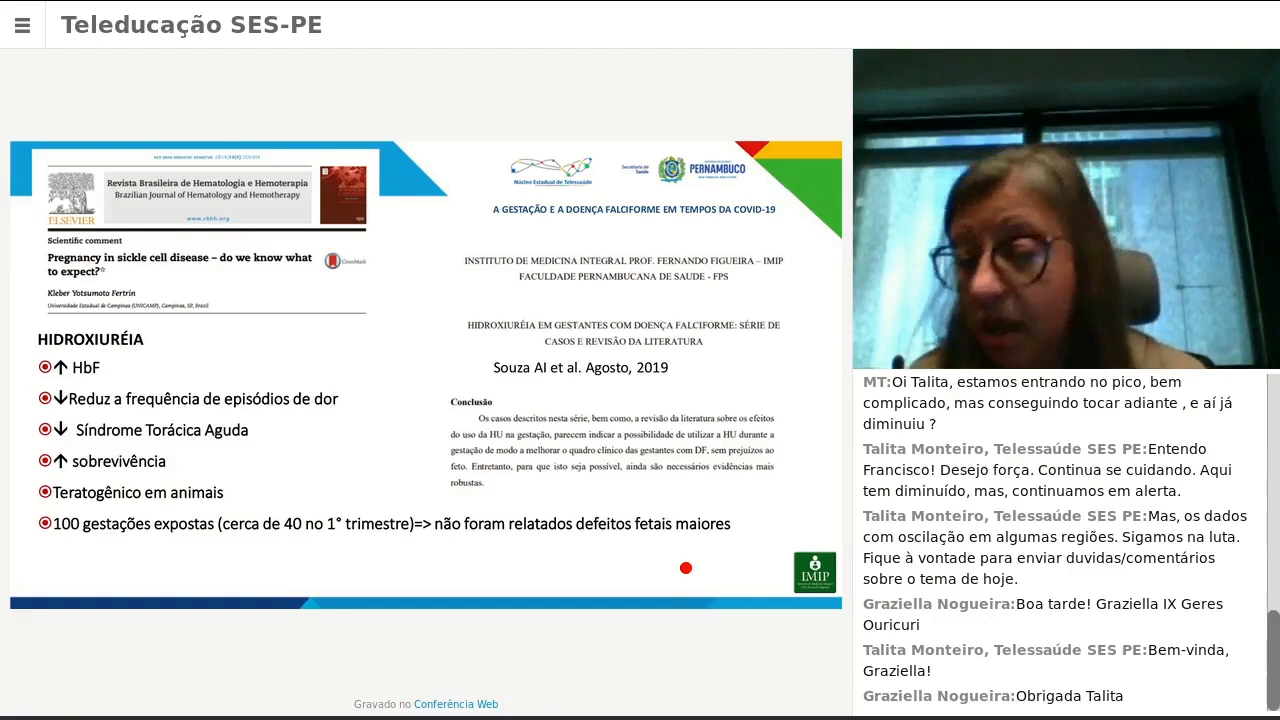 Teleducação SES-PE
Revista Brasileira de Hematologia e Hemoterapia
Brazilian Journal of Hematology and Hemotherapy
www.rbhh.org
ELSEVIER
Scientific comment
Pregnancy in sickle cell disease – do we know what
to expect?☆
CrossMark
Kleber Yotsumoto Fertrin
Universidade Estadual de Campinas (UNICAMP), Campinas, SP, Brazil
HIDROXIURÉIA
↑ HbF
↓Reduz a frequência de episódios de dor
↓ Síndrome Torácica Aguda
↑ sobrevivência
Teratogênico em animais
100 gestações expostas (cerca de 40 no 1° trimestre)=> não foram relatados defeitos fetais maiores
Núcleo Estadual de Telessaúde
Secretaria de
Saúde
PERNAMBUCO
A GESTAÇÃO E A DOENÇA FALCIFORME EM TEMPOS DA COVID-19
INSTITUTO DE MEDICINA INTEGRAL PROF. FERNANDO FIGUEIRA – IMIP
FACULDADE PERNAMBUCANA DE SAUDE - FPS
HIDROXIURÉIA EM GESTANTES COM DOENÇA FALCIFORME: SÉRIE DE
CASOS E REVISÃO DA LITERATURA
Souza AI et al. Agosto, 2019
Conclusão
Os casos descritos nesta série, bem como, a revisão da literatura sobre os efeitos
do uso da HU na gestação, parecem indicar a possibilidade de utilizar a HU durante a
gestação de modo a melhorar o quadro clínico das gestantes com DF, sem prejuízos ao
feto. Entretanto, para que isto seja possível, ainda são necessários evidências mais
robustas.
IMIP
Gravado no Conferência Web
MT:Oi Talita, estamos entrando no pico, bem
complicado, mas conseguindo tocar adiante , e aí já
diminuiu ?
Talita Monteiro, Telessaúde SES PE:Entendo
Francisco! Desejo força. Continua se cuidando. Aqui
tem diminuído, mas, continuamos em alerta.
Talita Monteiro, Telessaúde SES PE:Mas, os dados
com oscilação em algumas regiões. Sigamos na luta.
Fique à vontade para enviar duvidas/comentários
sobre o tema de hoje.
Graziella Nogueira:Boa tarde! Graziella IX Geres
Ouricuri
Talita Monteiro, Telessaúde SES PE:Bem-vinda,
Graziella!
Graziella Nogueira:Obrigada Talita